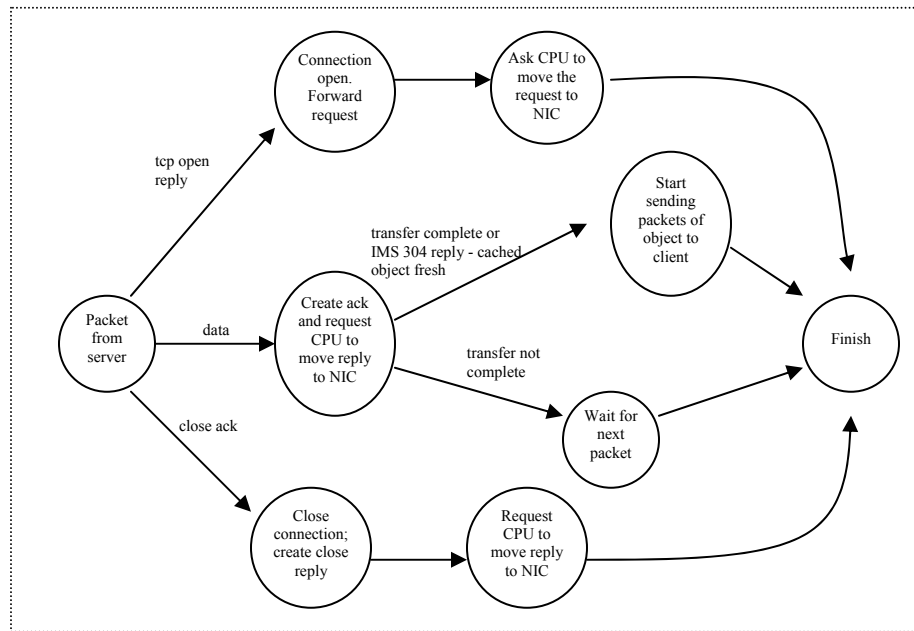 Connection
open.
Forward
request
Ask CPU to
move the
request to
NIC
tcp open
reply
Start
sending
packets of
object to
client
transfer complete or
IMS 304 reply - cached
object fresh
Packet
from
server
data
Create ack
and request
CPU to
move reply
to NIC
Finish
transfer not
complete
Wait for
next
packet
close ack
Close
connection;
create close
reply
Request
CPU to
move reply
to NIC